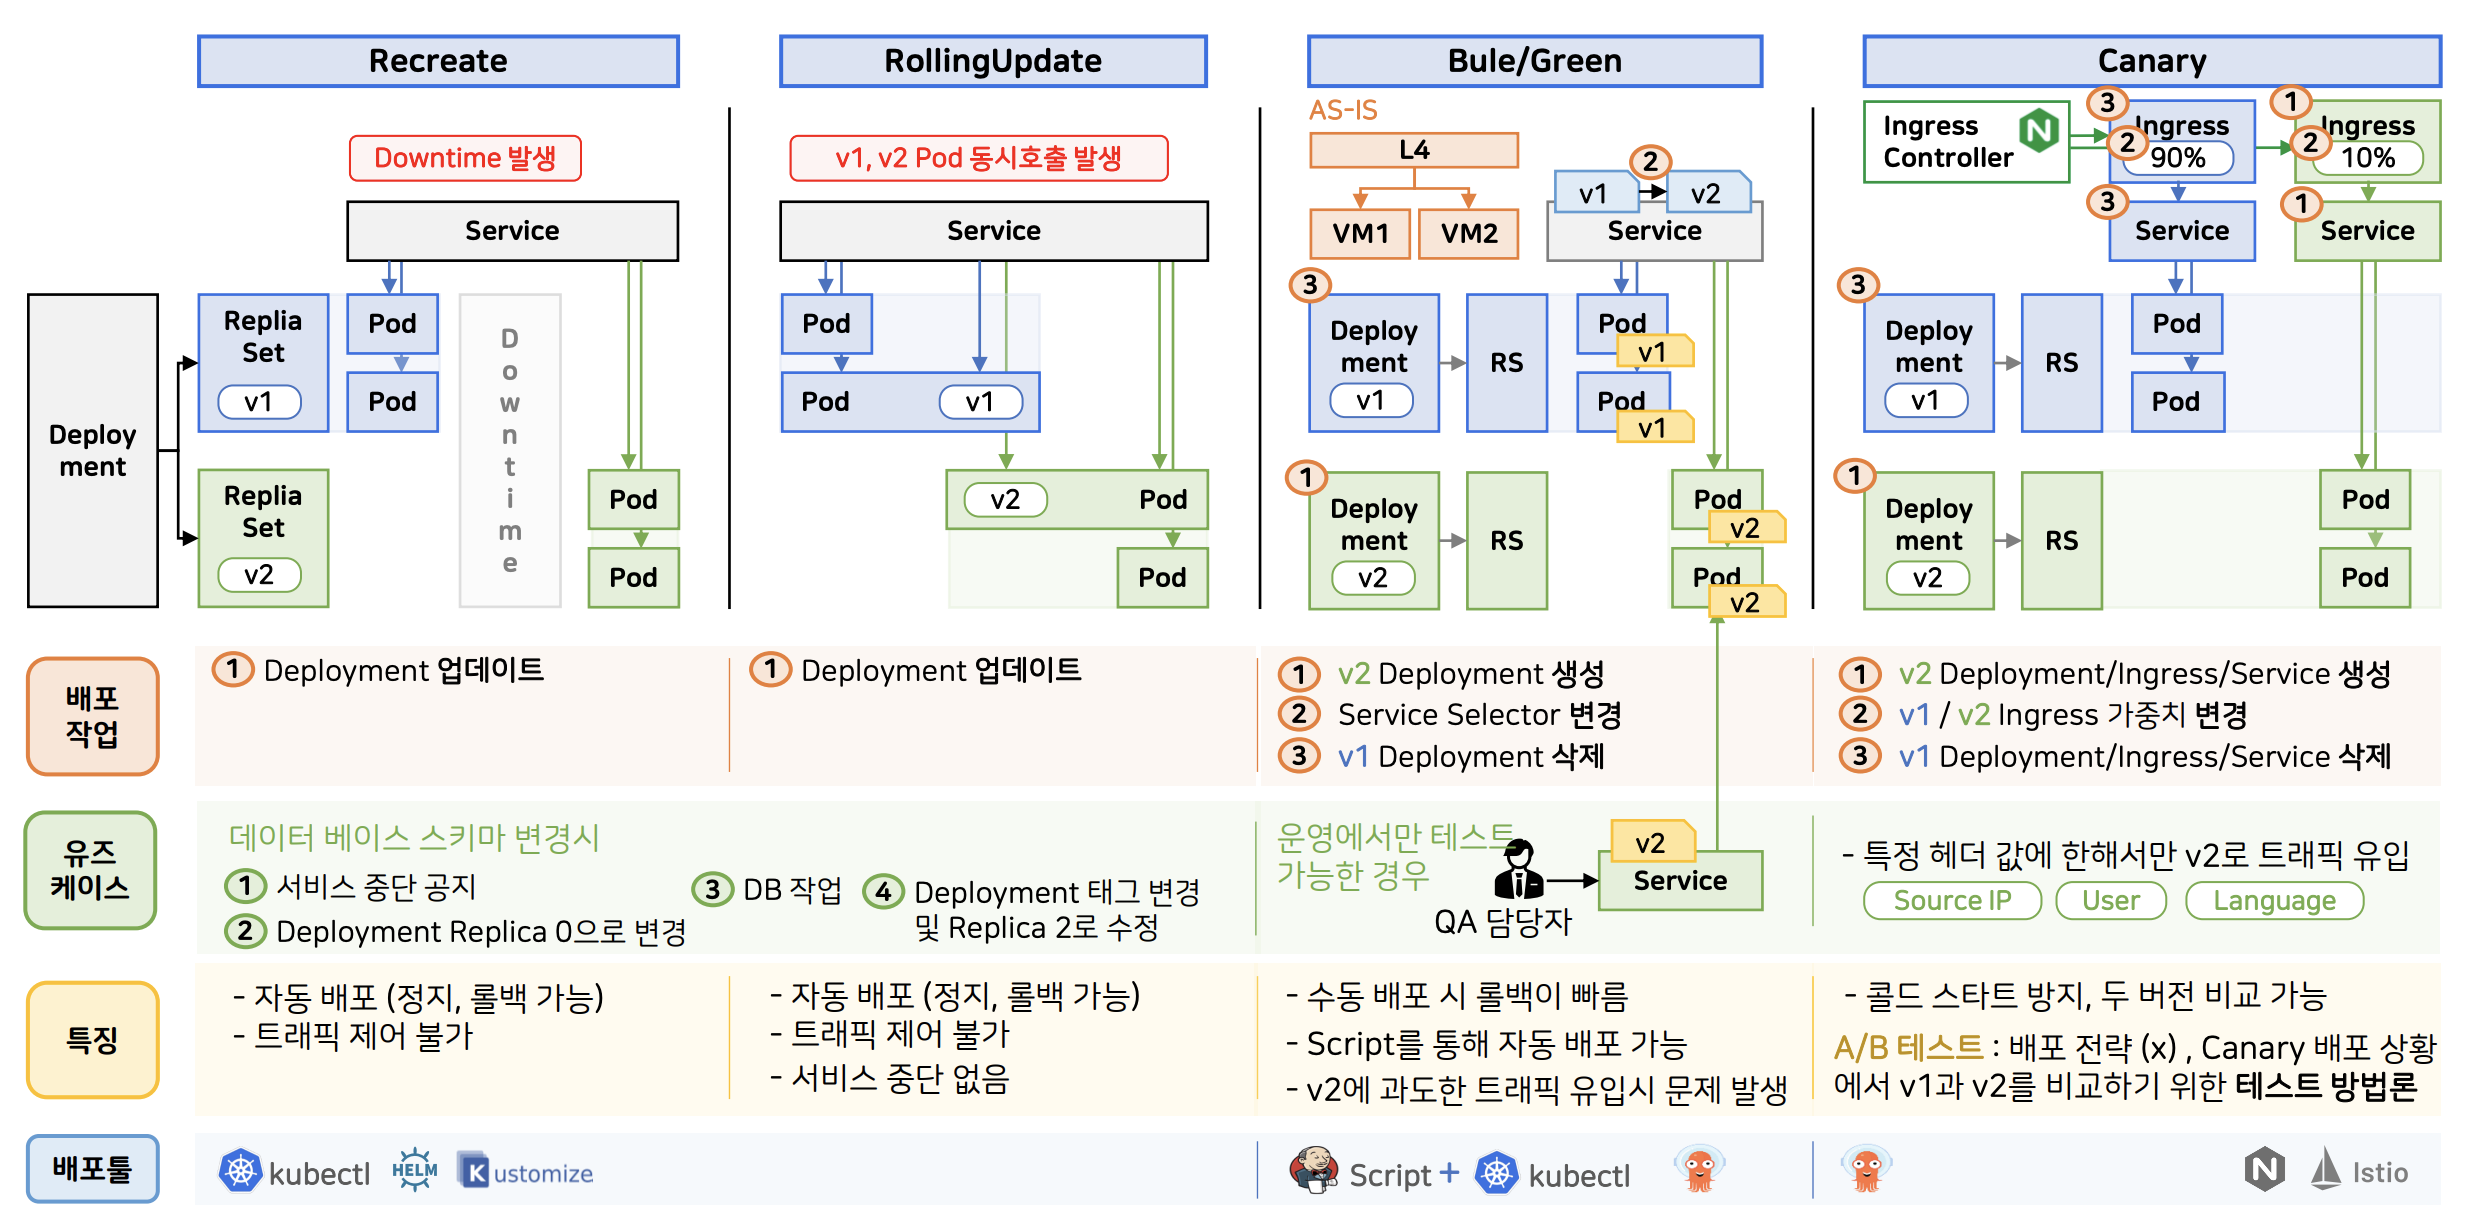 Recreate
RollingUpdate
Bule/Green
Canary
Downtime 발생
Service
Deploy
ment
Replia
Set
v1
Pod
Pod
D
o
w
n
t
i
m
e
Replia
Set
v2
Pod
Pod
v1, v2 Pod 동시호출 발생
Service
Pod
Pod
v1
v2
Pod
Pod
AS-IS
L4
VM1
VM2
2
v1
v2
Service
3
Deploy
ment
v1
RS
Pod
v1
Pod
v1
1
Deploy
ment
v2
RS
Pod
v2
Pod
v2
Ingress
Controller
3
Ingress
2
90%
1
Ingress
2
10%
3
Service
1
Service
3
Deploy
ment
v1
RS
Pod
Pod
1
Deploy
ment
v2
RS
Pod
Pod
배포
작업
1 Deployment 업데이트
1 Deployment 업데이트
1 v2 Deployment 생성
2 Service Selector 변경
3 v1 Deployment 삭제
1 v2 Deployment/Ingress/Service 생성
2 v1 / v2 Ingress 가중치 변경
3 v1 Deployment/Ingress/Service 삭제
유즈
케이스
데이터 베이스 스키마 변경시
1 서비스 중단 공지
2 Deployment Replica 0으로 변경
3 DB 작업
4 Deployment 태그 변경
및 Replica 2로 수정
운영에서만 테스트
가능한 경우
QA 담당자
v2
Service
- 특정 헤더 값에 한해서만 v2로 트래픽 유입
Source IP
User
Language
특징
- 자동 배포 (정지, 롤백 가능)
- 트래픽 제어 불가
- 자동 배포 (정지, 롤백 가능)
- 트래픽 제어 불가
- 서비스 중단 없음
- 수동 배포 시 롤백이 빠름
- Script를 통해 자동 배포 가능
- v2에 과도한 트래픽 유입시 문제 발생
- 콜드 스타트 방지, 두 버전 비교 가능
A/B 테스트 : 배포 전략 (x) , Canary 배포 상황
에서 v1과 v2를 비교하기 위한 테스트 방법론
배포툴
kubectl
HELM
Kustomize
Script + kubectl
Istio